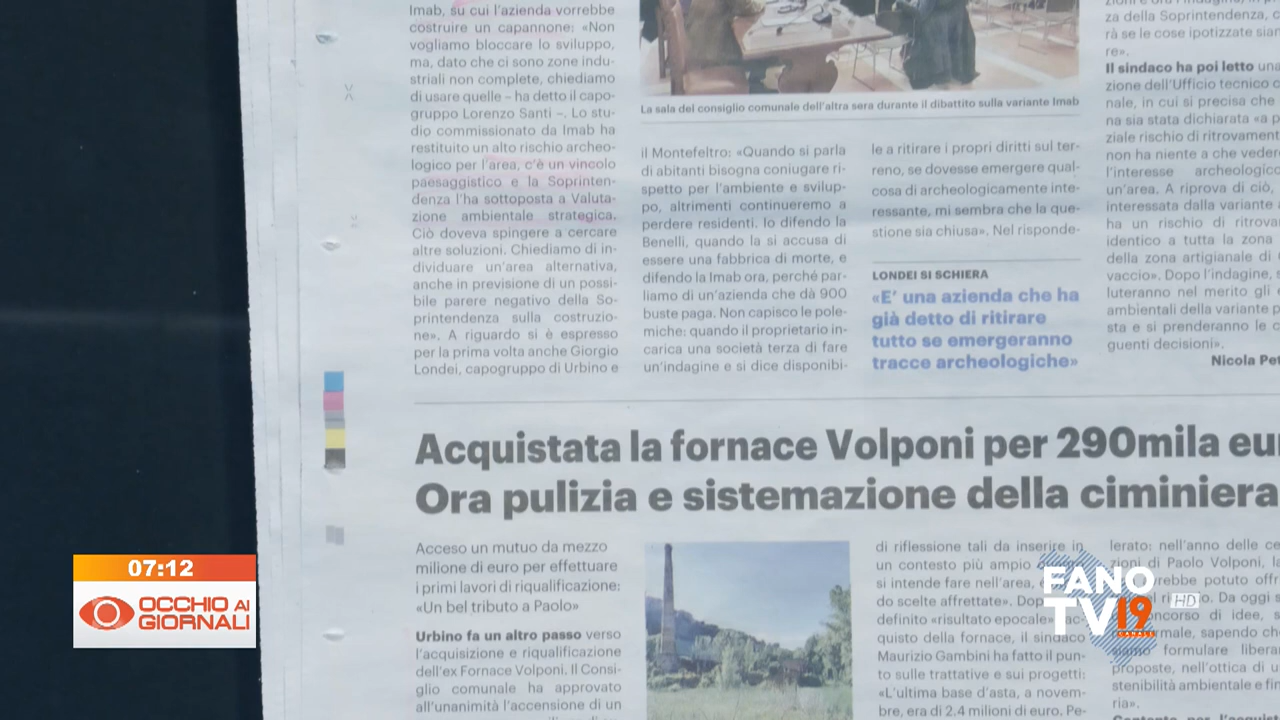 Imab, su cui l'azienda vorrebbe
costruire un capannone: «Non
vogliamo bloccare lo sviluppo,
ma, dato che ci sono zone indu-
striali non complete, chiediamo
di usare quelle – ha detto il capo-
gruppo Lorenzo Santi –. Lo stu-
dio commissionato da Imab ha
restituito un alto rischio archeo-
logico per l'area, c'è un vincolo
paesaggistico e la Soprinten-
denza l'ha sottoposta a Valuta-
zione ambientale strategica.
Ciò doveva spingere a cercare
altre soluzioni. Chiediamo di in-
dividuare un'area alternativa,
anche in previsione di un possi-
bile parere negativo della So-
printendenza sulla costruzio-
ne». A riguardo si è espresso
per la prima volta anche Giorgio
Londei, capogruppo di Urbino e
La sala del consiglio comunale dell'altra sera durante il dibattito sulla variante Imab
il Montefeltro: «Quando si parla
di abitanti bisogna coniugare ri-
spetto per l'ambiente e svilup-
po, altrimenti continueremo a
perdere residenti. Io difendo la
Benelli, quando la si accusa di
essere una fabbrica di morte, e
difendo la Imab ora, perché par-
liamo di un'azienda che dà 900
buste paga. Non capisco le pole-
miche: quando il proprietario in-
carica una società terza di fare
un'indagine e si dice disponibi-
le a ritirare i propri diritti sul ter-
reno, se dovesse emergere qual-
cosa di archeologicamente inte-
ressante, mi sembra che la que-
stione sia chiusa». Nel risponde-
LONDEI SI SCHIERA
«E' una azienda che ha
già detto di ritirare
tutto se emergeranno
tracce archeologiche»
za della Soprintendenza, c
rà se le cose ipotizzate sian
re».
Il sindaco ha poi letto una
zione dell'Ufficio tecnico c
nale, in cui si precisa che
na sia stata dichiarata «a p
ziale rischio di ritrovament
non ha niente a che vedere
l'interesse archeologico
un'area. A riprova di ciò,
interessata dalla variante
ha un rischio di ritrova
identico a tutta la zona
della zona artigianale di
vaccio». Dopo l'indagine,
luteranno nel merito gli e
ambientali della variante p
sta e si prenderanno le c
guenti decisioni».
Nicola Pet
Acquistata la fornace Volponi per 290mila eu
Ora pulizia e sistemazione della ciminiera
Acceso un mutuo da mezzo
milione di euro per effettuare
i primi lavori di riqualificazione:
«Un bel tributo a Paolo»
Urbino fa un altro passo verso
l'acquisizione e riqualificazione
dell'ex Fornace Volponi. Il Consi-
glio comunale ha approvato
all'unanimità l'accensione di un
di riflessione tali da inserire in
un contesto più ampio
si intende fare nell'area,
do scelte affrettate». Dop
definito «risultato epocale» l'ac-
quisto della fornace, il sindaco
Maurizio Gambini ha fatto il pun-
to sulle trattative e sui progetti:
«L'ultima base d'asta, a novem-
bre, era di 2.4 milioni di euro. Pe-
lerato: nell'anno delle ce
zioni di Paolo Volponi, la
rebbe potuto offr
Da oggi s
oncorso di idee, s
rmale, sapendo che
siamo formulare libera
proposte, nell'ottica di u
stenibilità ambientale e fin
ria».
07:12
OCCHIO AI
GIORNALI
FANO
TV 19 HD
CANALE